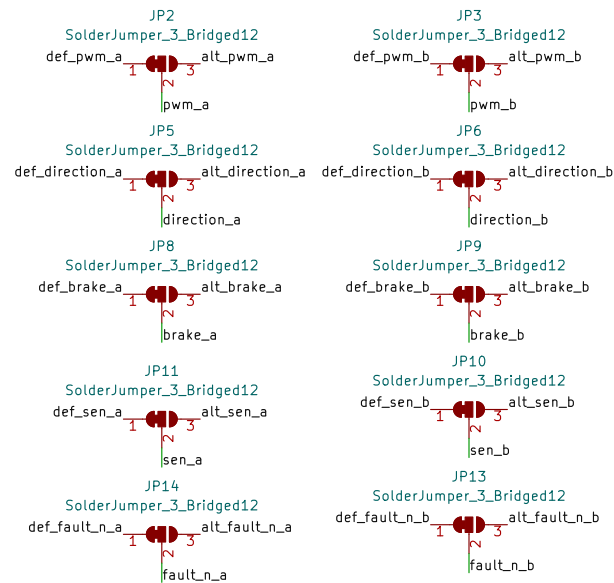 JP2
SolderJumper_3_Bridged12
def_pwm_a alt_pwm_a
1 3
2
pwm_a
JP3
SolderJumper_3_Bridged12
def_pwm_b alt_pwm_b
1 3
2
pwm_b
JP5
SolderJumper_3_Bridged12
def_direction_a alt_direction_a
1 3
2
direction_a
JP6
SolderJumper_3_Bridged12
def_direction_b alt_direction_b
1 3
2
direction_b
JP8
SolderJumper_3_Bridged12
def_brake_a alt_brake_a
1 3
2
brake_a
JP9
SolderJumper_3_Bridged12
def_brake_b alt_brake_b
1 3
2
brake_b
JP11
SolderJumper_3_Bridged12
def_sen_a alt_sen_a
1 3
2
sen_a
JP10
SolderJumper_3_Bridged12
def_sen_b alt_sen_b
1 3
2
sen_b
JP14
SolderJumper_3_Bridged12
def_fault_n_a alt_fault_n_a
1 3
2
fault_n_a
JP13
SolderJumper_3_Bridged12
def_fault_n_b alt_fault_n_b
1 3
2
fault_n_b